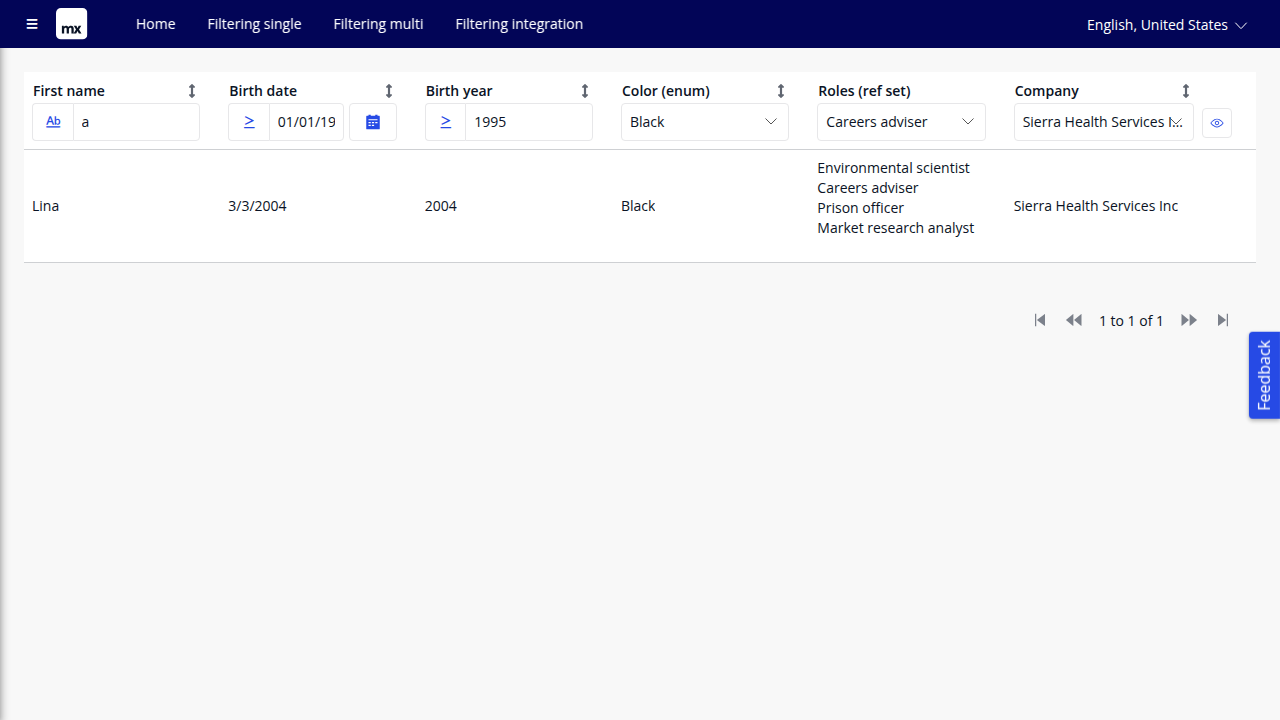 mx Home Filtering single Filtering multi Filtering integration English, United States
First name Birth date Birth year Color (enum) Roles (ref set) Company
Ab a ≥ 01/01/19 ≥ 1995 Black Careers adviser Sierra Health Services I...
Lina 3/3/2004 2004 Black Environmental scientist Sierra Health Services Inc
Careers adviser
Prison officer
Market research analyst
1 to 1 of 1
Feedback